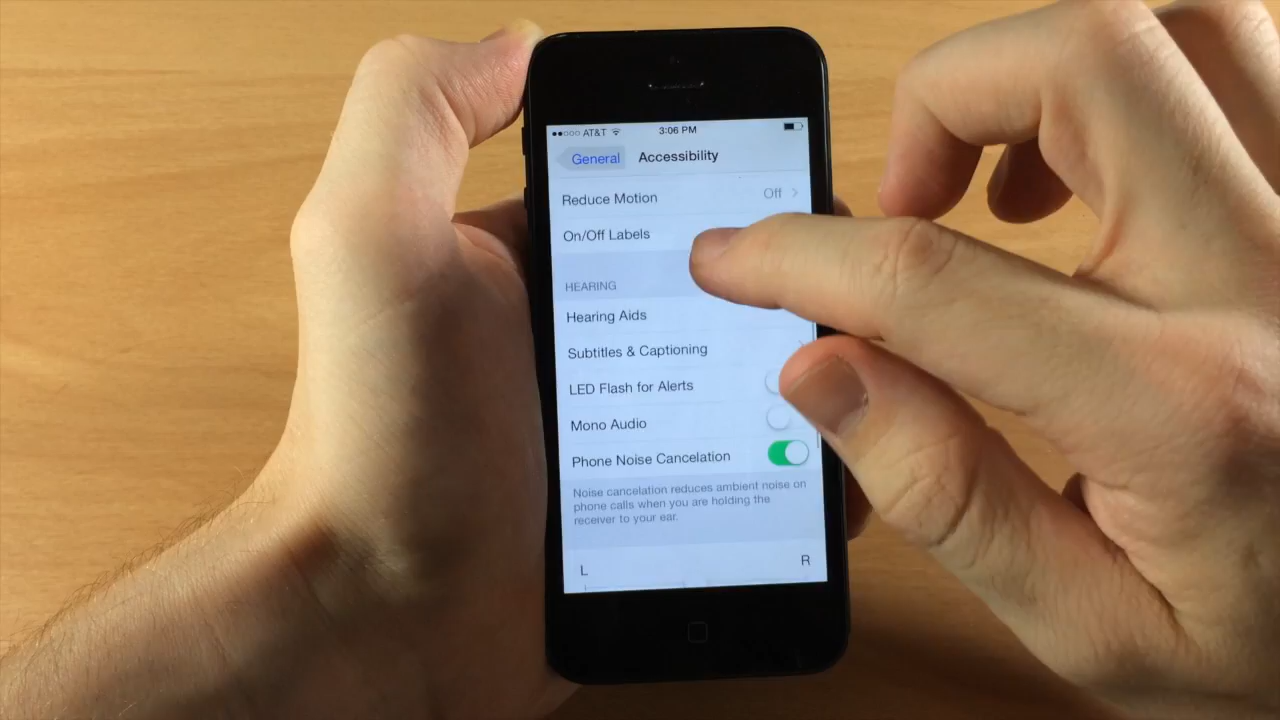 AT&T 3:06 PM
General Accessibility
Reduce Motion Off
On/Off Labels
HEARING
Hearing Aids
Subtitles & Captioning
LED Flash for Alerts
Mono Audio
Phone Noise Cancelation
Noise cancelation reduces ambient noise on
phone calls when you are holding the
receiver to your ear.
L R